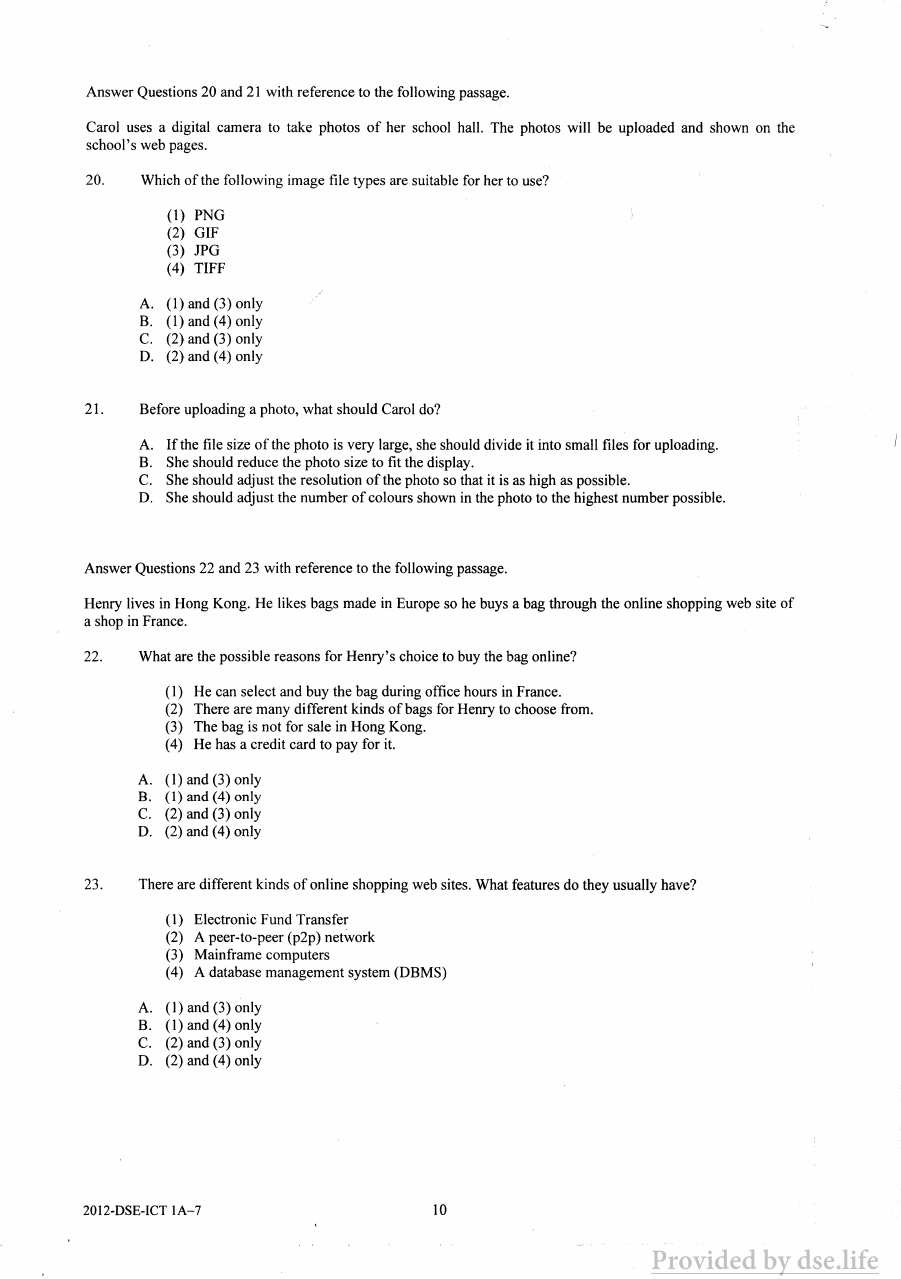 Answer Questions 20 and 21 with reference to the following passage.
Carol uses a digital camera to take photos of her school hall. The photos will be uploaded and shown on the
school's web pages.
20. Which of the following image file types are suitable for her to use?
(1) PNG
(2) GIF
(3) JPG
(4) TIFF
A. (1) and (3) only
B. (1) and (4) only
C. (2) and (3) only
D. (2) and (4) only
21. Before uploading a photo, what should Carol do?
A. If the file size of the photo is very large, she should divide it into small files for uploading.
B. She should reduce the photo size to fit the display.
C. She should adjust the resolution of the photo so that it is as high as possible.
D. She should adjust the number of colours shown in the photo to the highest number possible.
Answer Questions 22 and 23 with reference to the following passage.
Henry lives in Hong Kong. He likes bags made in Europe so he buys a bag through the online shopping web site of
a shop in France.
22. What are the possible reasons for Henry's choice to buy the bag online?
(1) He can select and buy the bag during office hours in France.
(2) There are many different kinds of bags for Henry to choose from.
(3) The bag is not for sale in Hong Kong.
(4) He has a credit card to pay for it.
A. (1) and (3) only
B. (1) and (4) only
C. (2) and (3) only
D. (2) and (4) only
23. There are different kinds of online shopping web sites. What features do they usually have?
(1) Electronic Fund Transfer
(2) A peer-to-peer (p2p) network
(3) Mainframe computers
(4) A database management system (DBMS)
A. (1) and (3) only
B. (1) and (4) only
C. (2) and (3) only
D. (2) and (4) only
2012-DSE-ICT 1A–7 10
Provided by dse.life